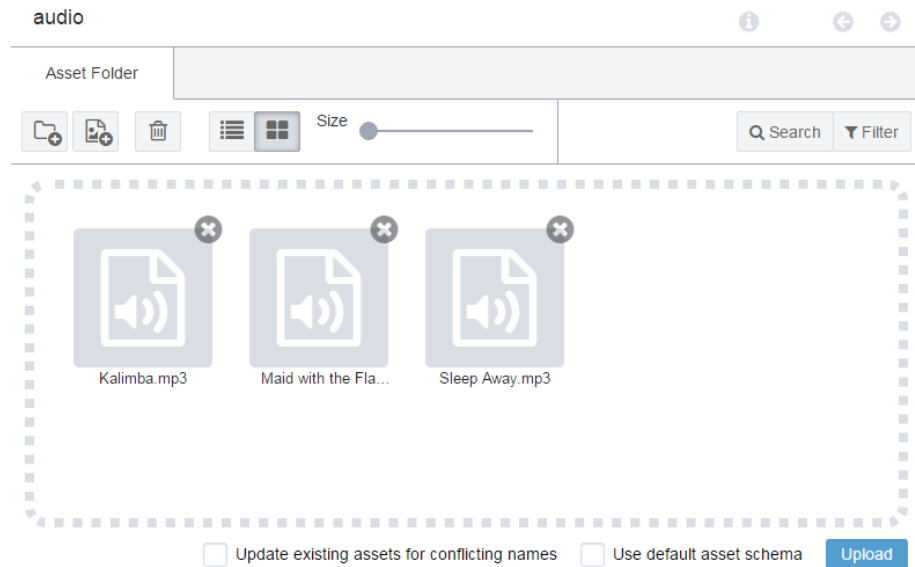 audio
Asset Folder
Size
Search
Filter
Kalimba.mp3
Maid with the Fla...
Sleep Away.mp3
Update existing assets for conflicting names
Use default asset schema
Upload